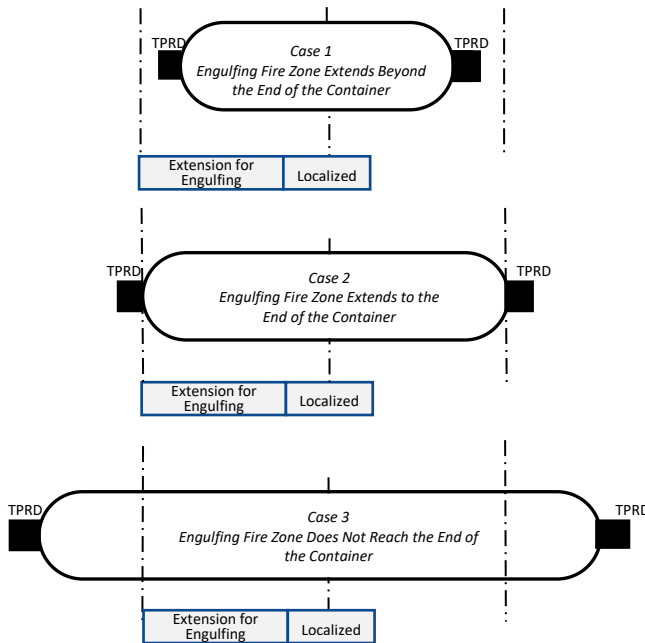 TPRD
TPRD
Case 1
Engulfing Fire Zone Extends Beyond
the End of the Container
Extension for
Engulfing
Localized
TPRD
TPRD
Case 2
Engulfing Fire Zone Extends to the
End of the Container
Extension for
Engulfing
Localized
TPRD
TPRD
Case 3
Engulfing Fire Zone Does Not Reach the End of
the Container
Extension for
Engulfing
Localized